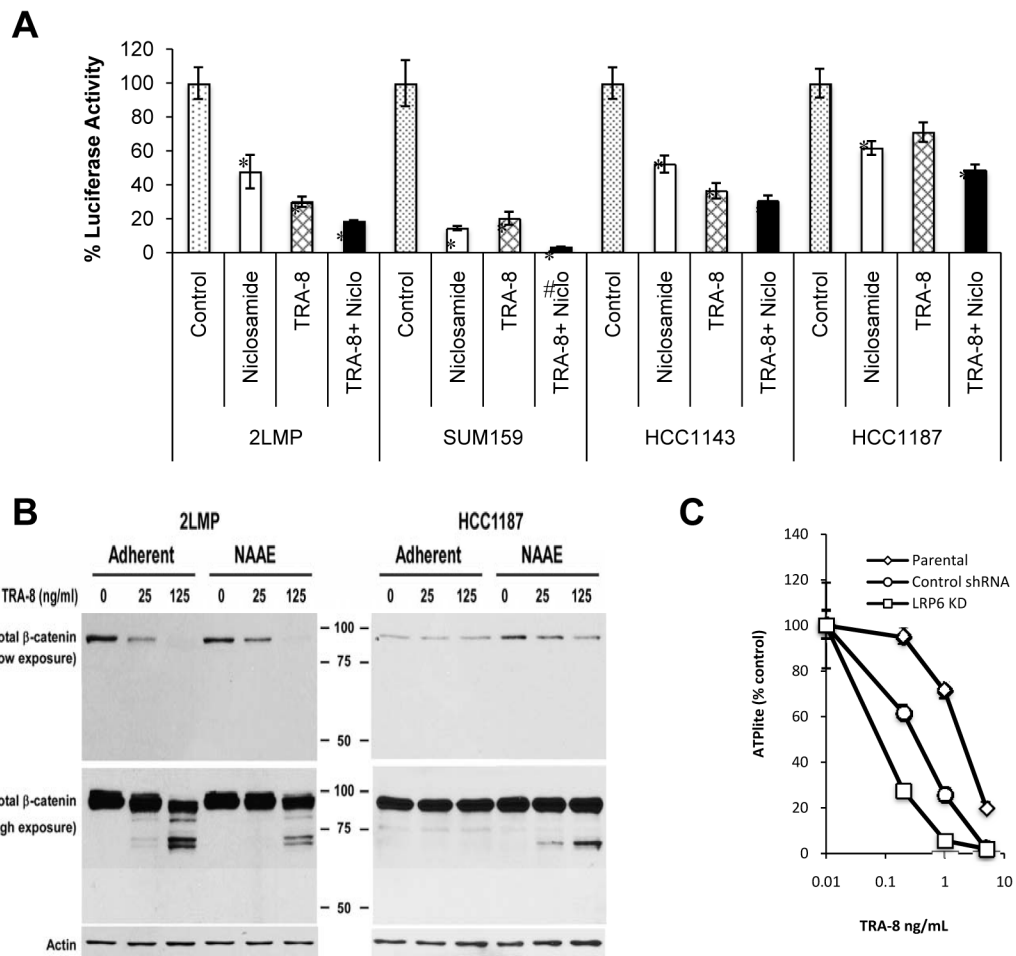 A
% Luciferase Activity
120
100
80
60
40
20
0
* * * * * * * * * * *
#
Control Niclosamide TRA-8 TRA-8+ Niclo Control Niclosamide TRA-8 TRA-8+ Niclo Control Niclosamide TRA-8 TRA-8+ Niclo Control Niclosamide TRA-8 TRA-8+ Niclo
2LMP SUM159 HCC1143 HCC1187
B
2LMP HCC1187
Adherent NAAE Adherent NAAE
TRA-8 (ng/ml) 0 25 125 0 25 125 0 25 125 0 25 125
otal β-catenin
ow exposure)
– 100 –
– 75 –
– 50 –
otal β-catenin
gh exposure)
– 100 –
– 75 –
– 50 –
Actin
C
ATPlite (% control)
140
120
100
80
60
40
20
0
Parental
Control shRNA
LRP6 KD
0.01 0.1 1 10
TRA-8 ng/mL